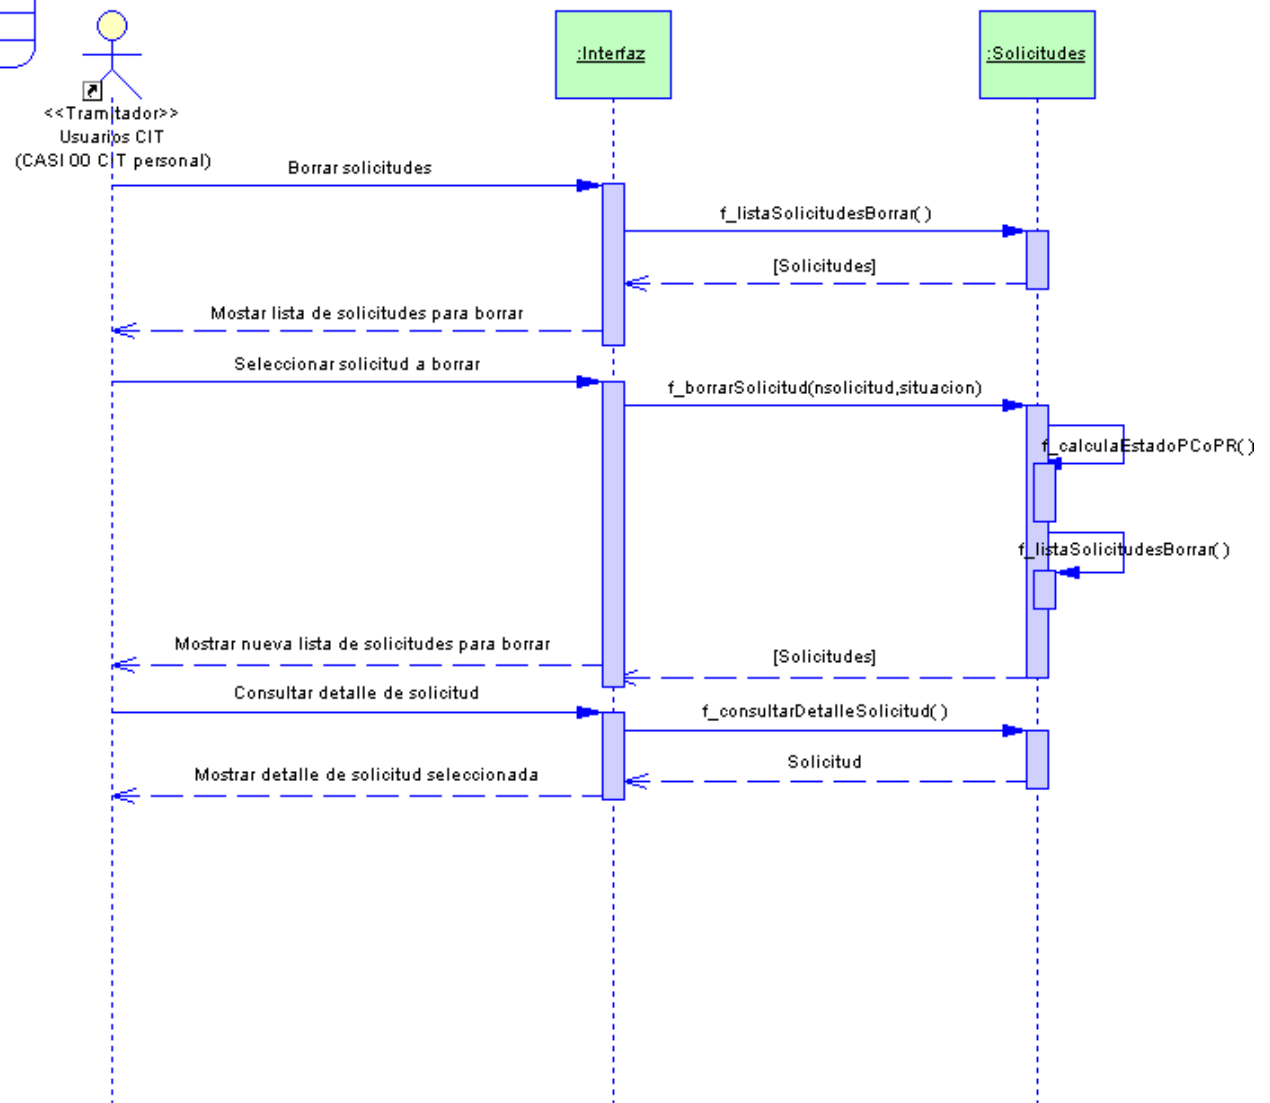 :Interfaz
:Solicitudes
<<Tramitador>>
Usuarios CIT
(CASI 00 CIT personal)
Borrar solicitudes
f_listaSolicitudesBorrar( )
[Solicitudes]
Mostar lista de solicitudes para borrar
Seleccionar solicitud a borrar
f_borrarSolicitud(nsolicitud,situacion)
f_calculaEstadoPCoPR( )
f_listaSolicitudesBorrar( )
Mostrar nueva lista de solicitudes para borrar
[Solicitudes]
Consultar detalle de solicitud
f_consultarDetalleSolicitud( )
Solicitud
Mostrar detalle de solicitud seleccionada